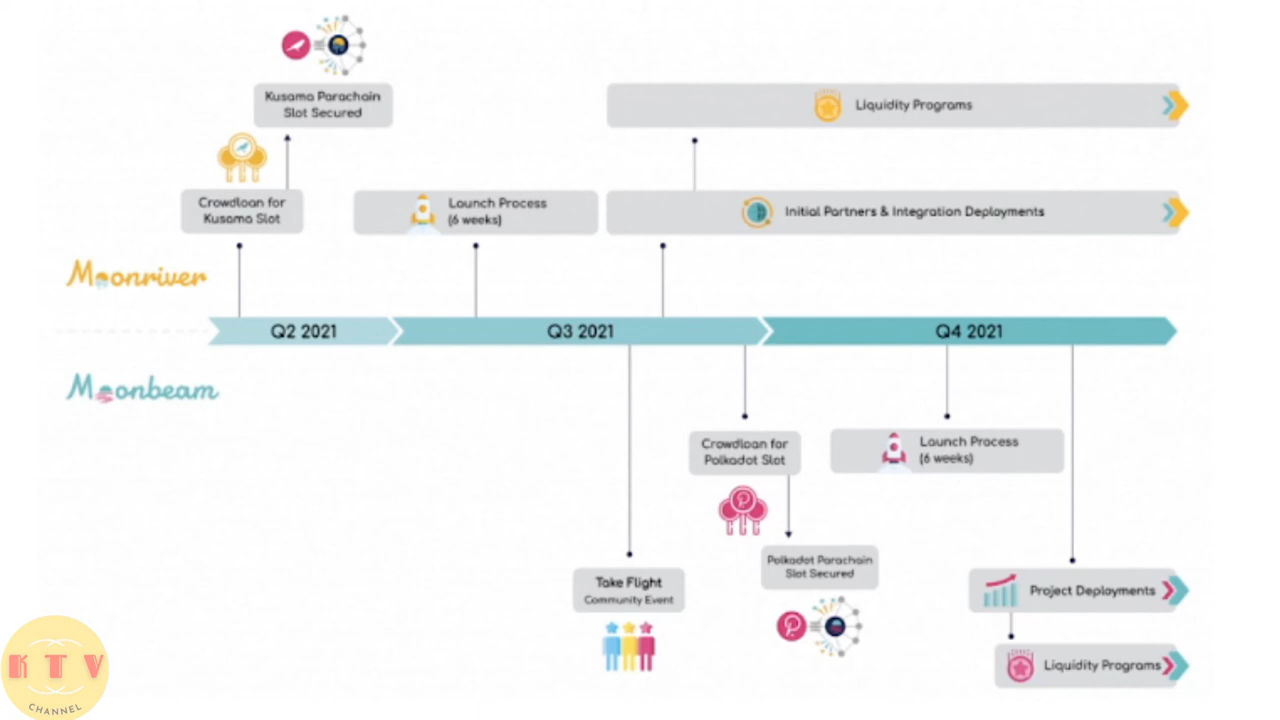 Kusama Parachain
Slot Secured
Liquidity Programs
Crowdloan for
Kusama Slot
Launch Process
(6 weeks)
Initial Partners & Integration Deployments
Moonriver
Q2 2021
Q3 2021
Q4 2021
Moonbeam
Crowdloan for
Polkadot Slot
Launch Process
(6 weeks)
Polkadot Parachain
Slot Secured
Take Flight
Community Event
Project Deployments
Liquidity Programs
KTV
CHANNEL